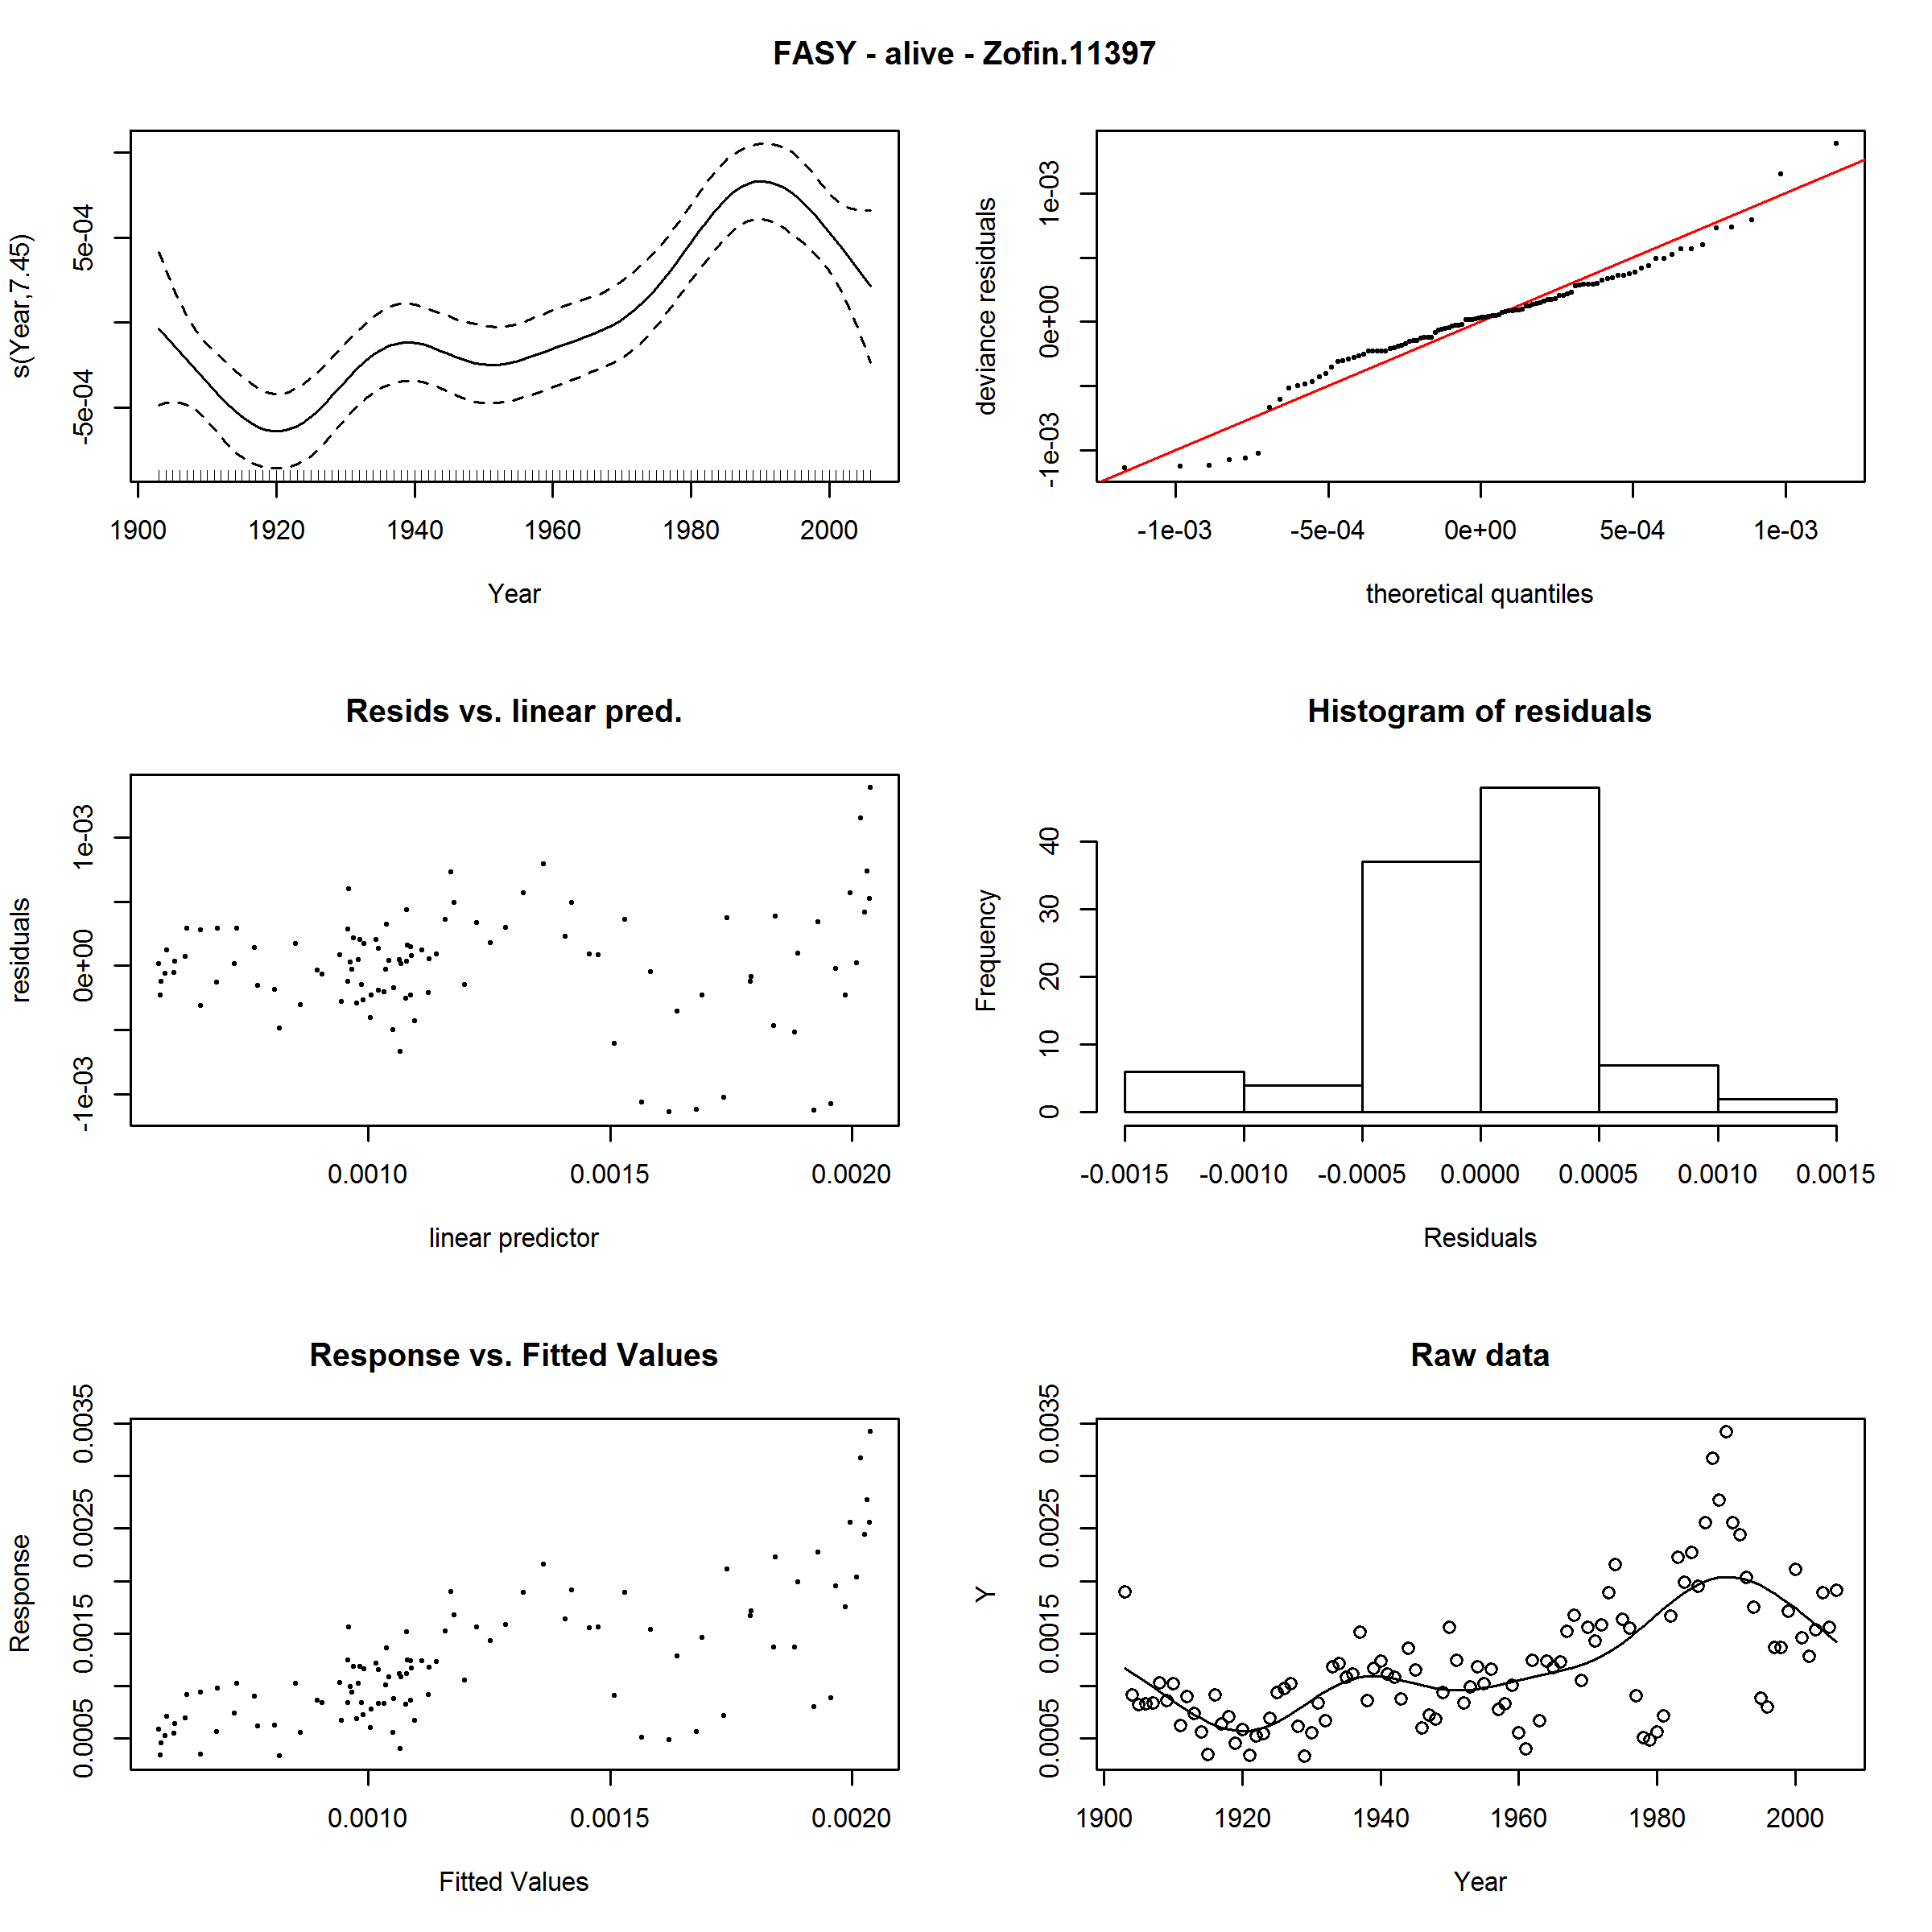 FASY - alive - Zofin.11397
s(Year,7.45)
-5e-04 5e-04
1900 1920 1940 1960 1980 2000
Year
deviance residuals
-1e-03 0e+00 1e-03
-1e-03 -5e-04 0e+00 5e-04 1e-03
theoretical quantiles
Resids vs. linear pred.
residuals
-1e-03 0e+00 1e-03
0.0010 0.0015 0.0020
linear predictor
Histogram of residuals
Frequency
0 10 20 30 40
-0.0015 -0.0010 -0.0005 0.0000 0.0005 0.0010 0.0015
Residuals
Response vs. Fitted Values
Response
0.0005 0.0015 0.0025 0.0035
0.0010 0.0015 0.0020
Fitted Values
Raw data
Y
0.0005 0.0015 0.0025 0.0035
1900 1920 1940 1960 1980 2000
Year